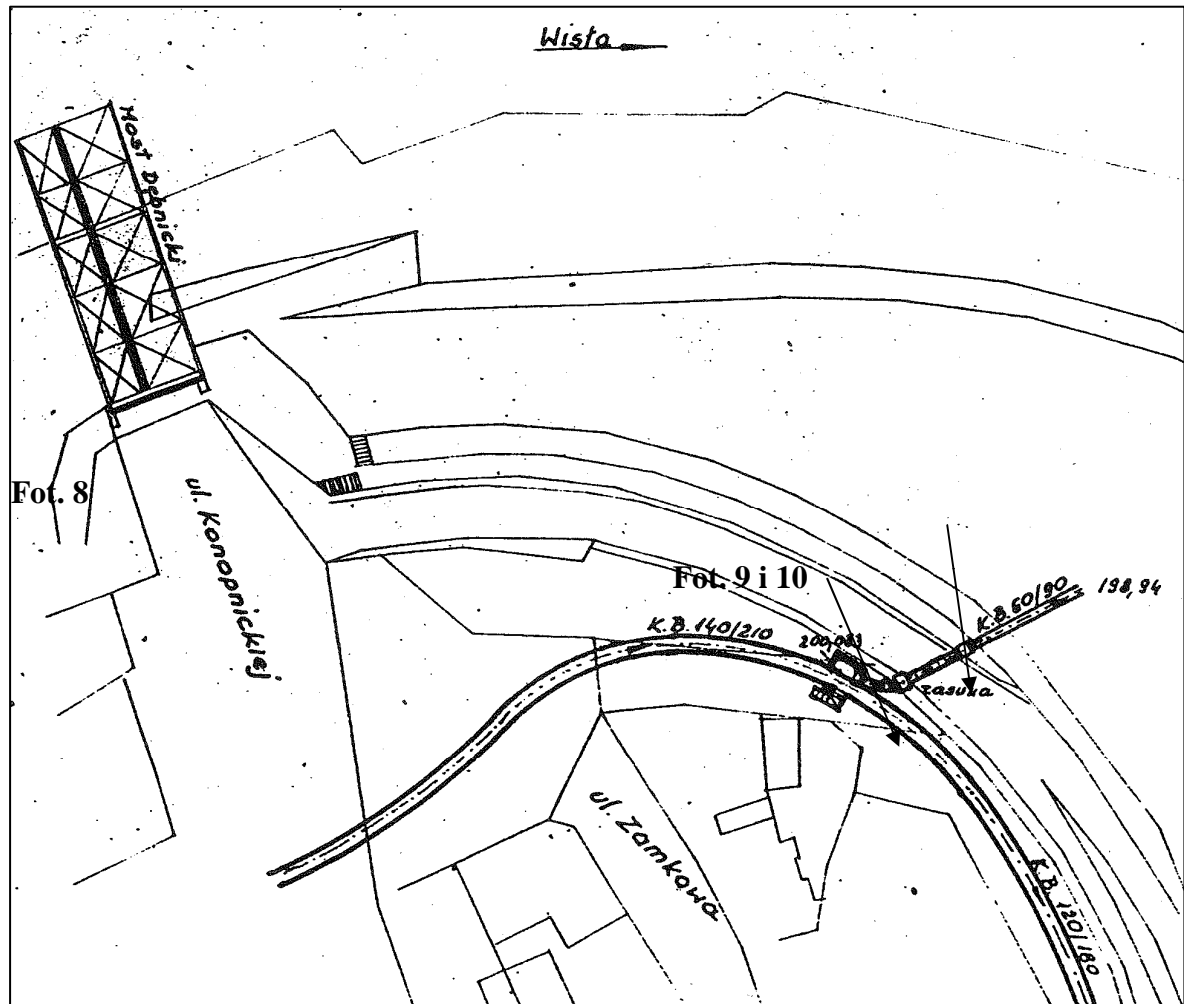 Wisła
Most Dębnicki
Fot. 8
ul. Konopnickiej
Fot. 9 i 10
K.B. 60/90
198,94
K.B. 140/210
200,083
zasuwa
ul. Zamkowa
K.B. 120/180